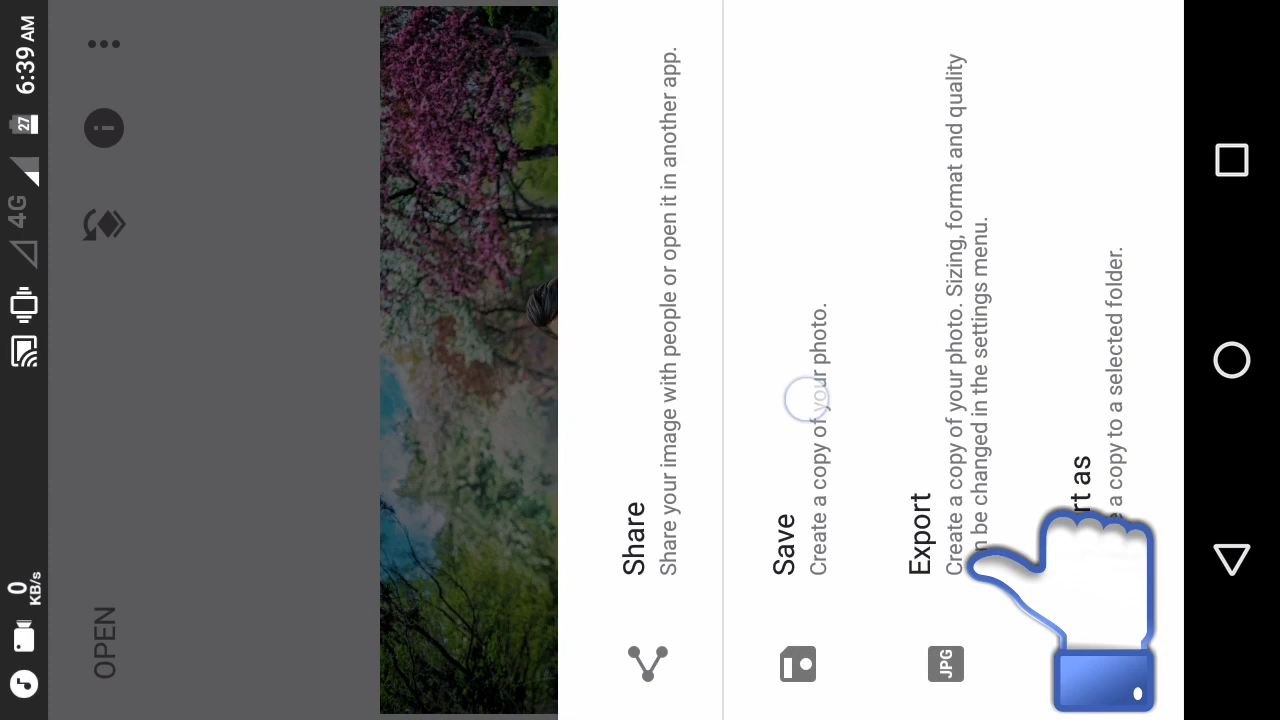 0
KB/s
4G
27
6:39 AM
OPEN
Share
Share your image with people or open it in another app.
Save
Create a copy of your photo.
JPG
Export
Create a copy of your photo. Sizing, format and quality
be changed in the settings menu.
as
a copy to a selected folder.